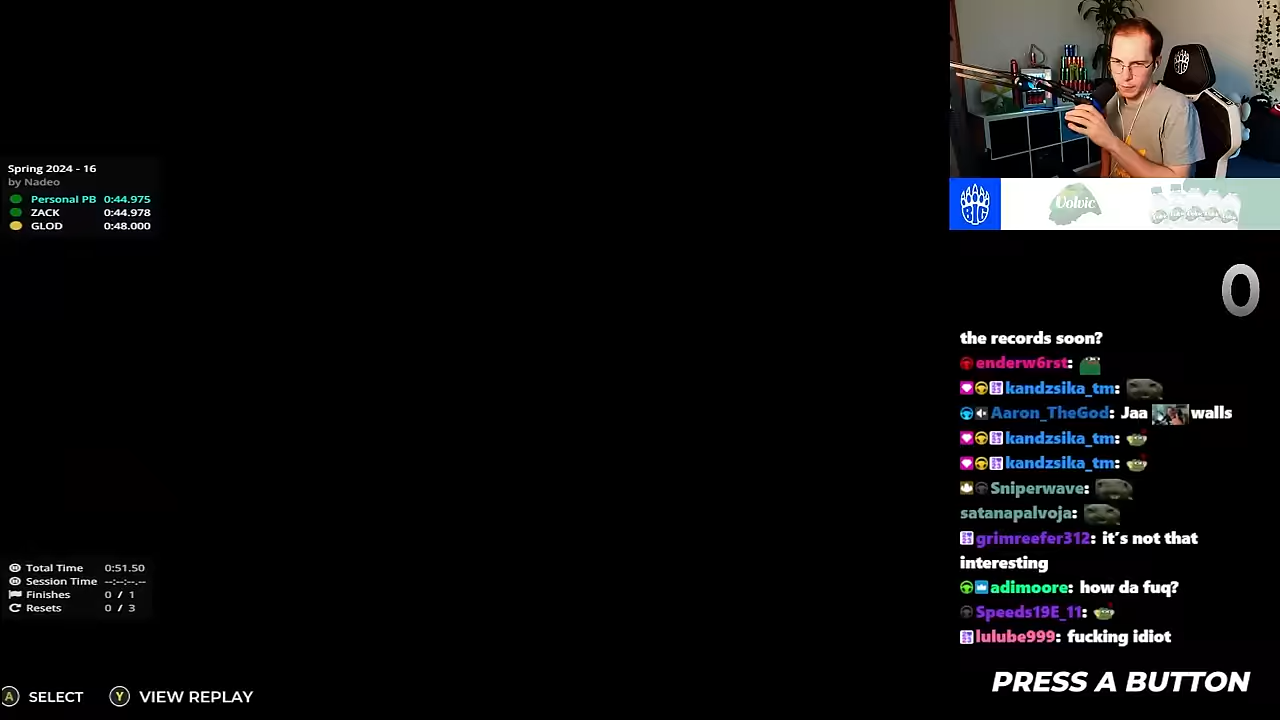 Spring 2024 - 16
by Nadeo
Personal PB 0:44.975
ZACK 0:44.978
GLOD 0:48.000
Total Time 0:51.50
Session Time --:--:--.--
Finishes 0 / 1
Resets 0 / 3
A SELECT Y VIEW REPLAY
BIG
Volvic
0
the records soon?
enderw6rst:
kandzsika_tm:
Aaron_TheGod: Jaa walls
kandzsika_tm:
kandzsika_tm:
Sniperwave:
satanapalvoja:
grimreefer312: it's not that
interesting
adimoore: how da fuq?
Speeds19E_11:
lulube999: fucking idiot
PRESS A BUTTON